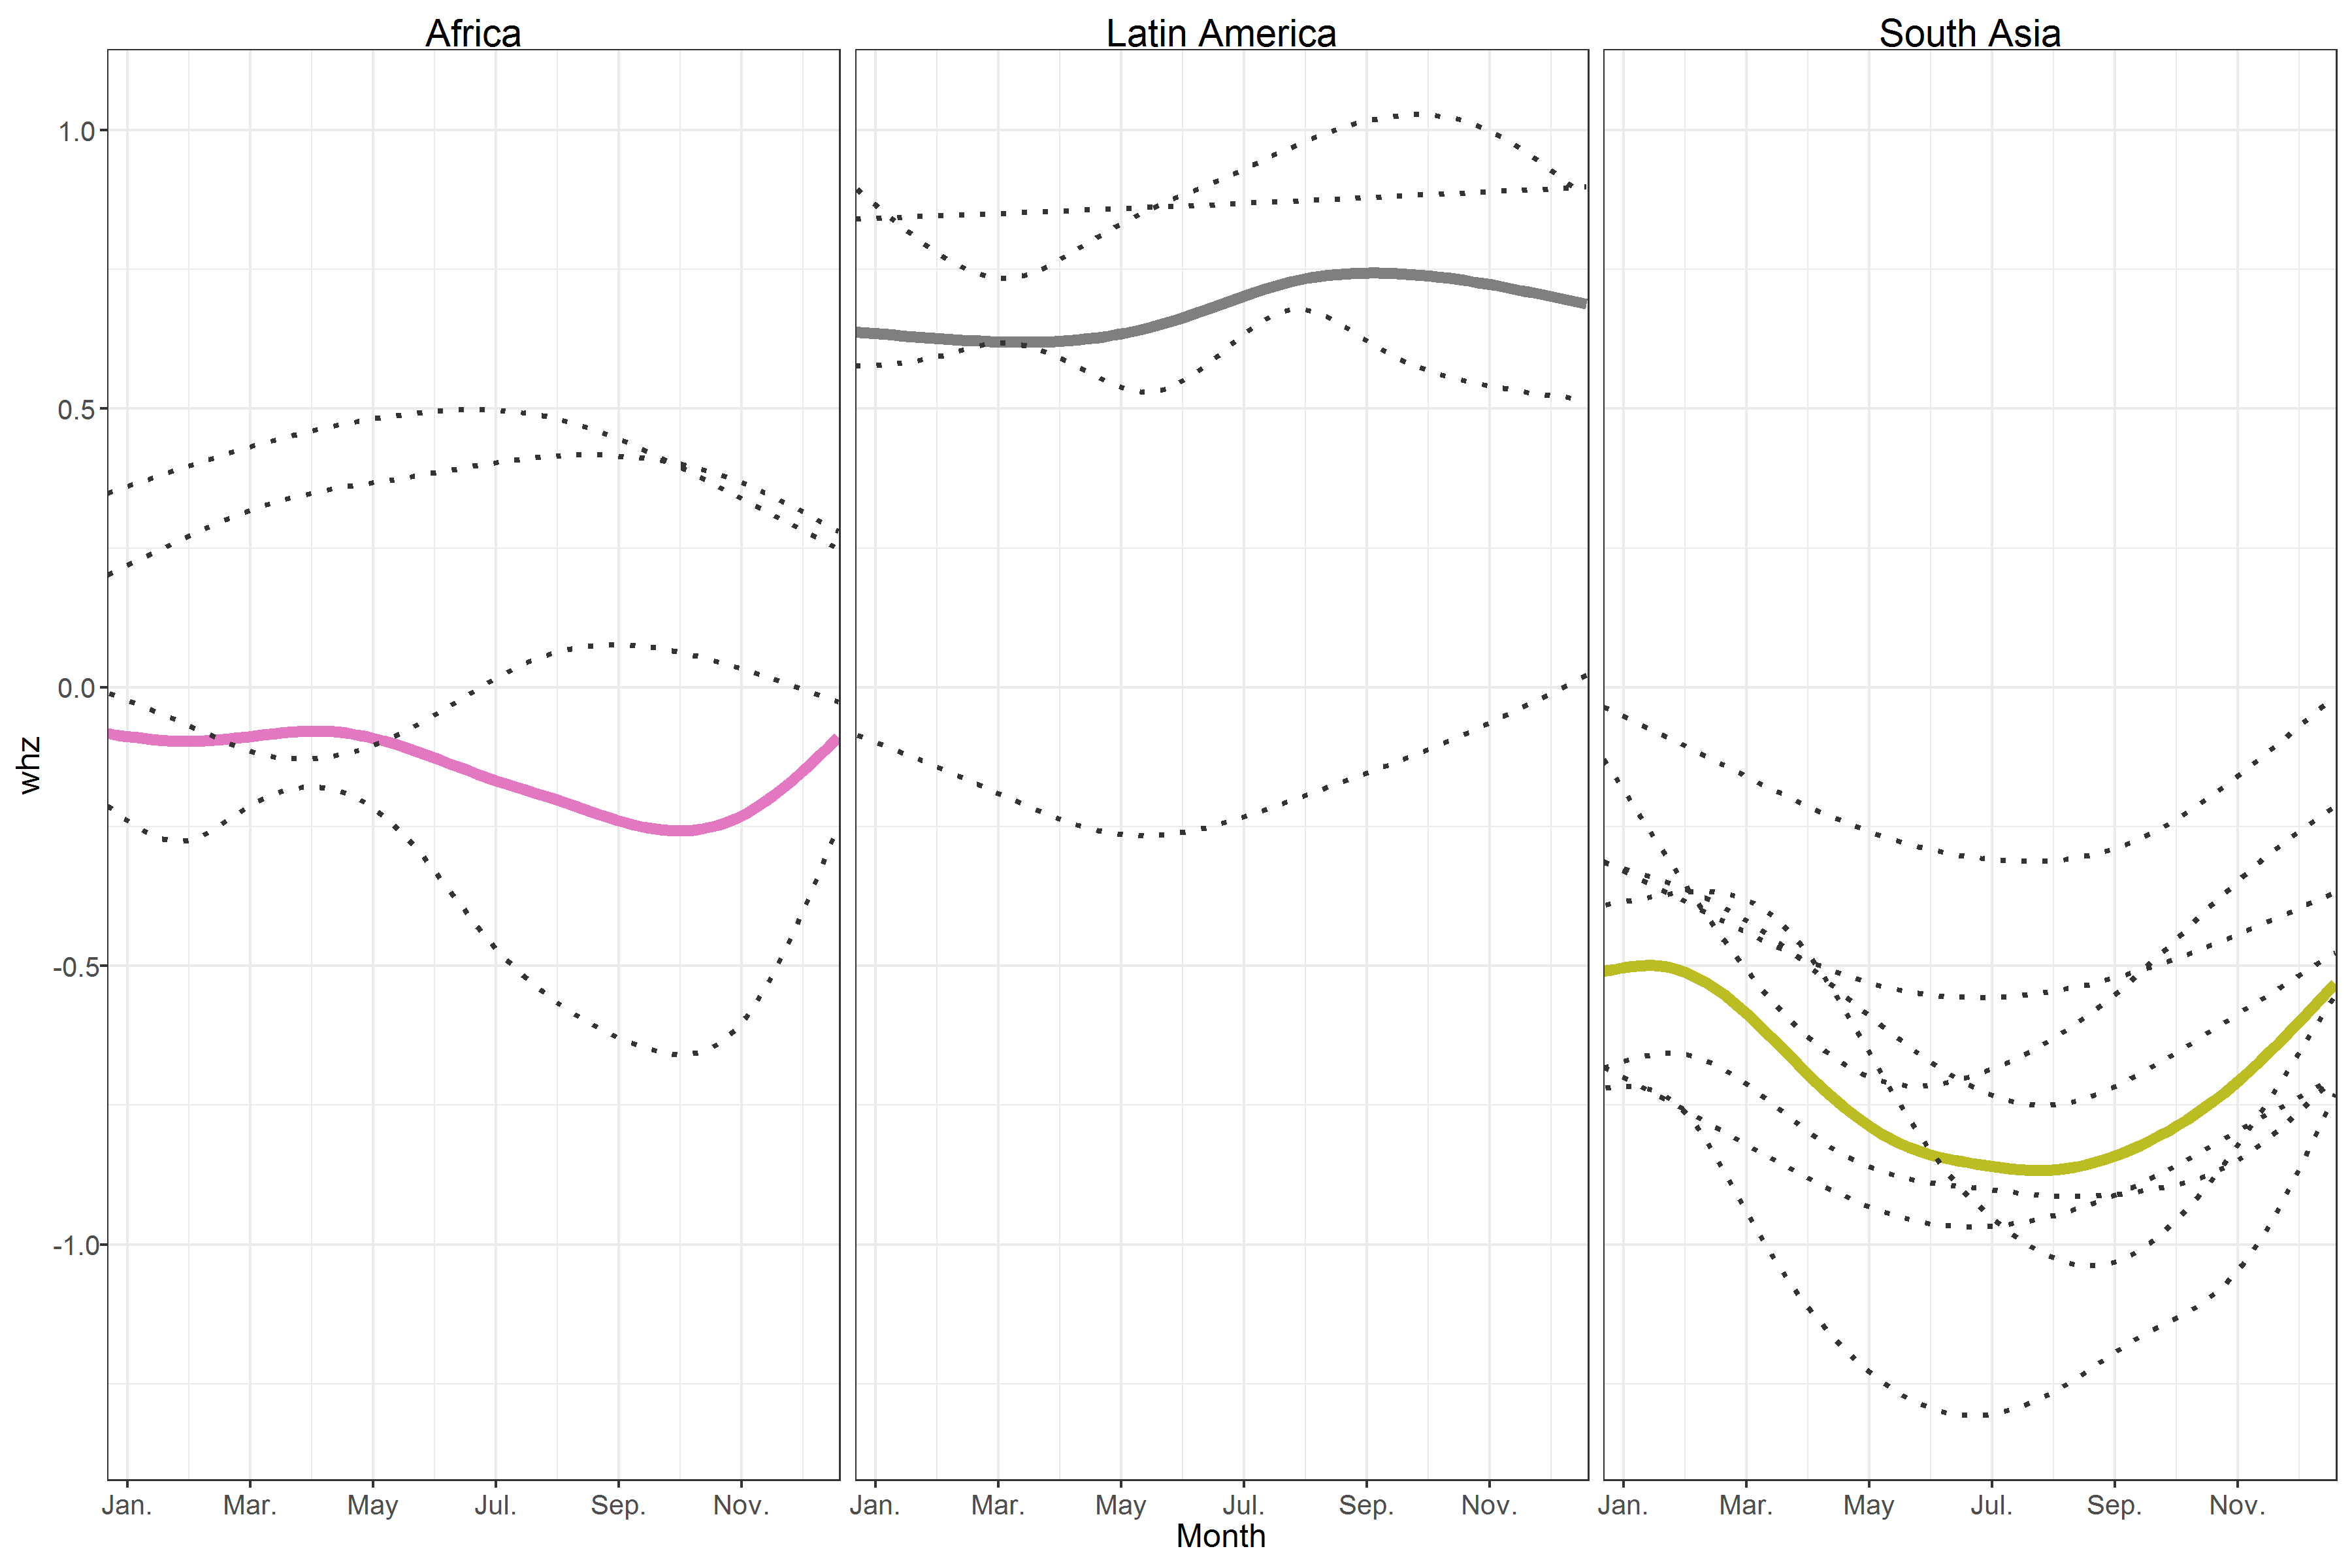 Africa Latin America South Asia
1.0
0.5
0.0
-0.5
-1.0
whz
Jan. Mar. May Jul. Sep. Nov. Jan. Mar. May Jul. Sep. Nov. Jan. Mar. May Jul. Sep. Nov.
Month